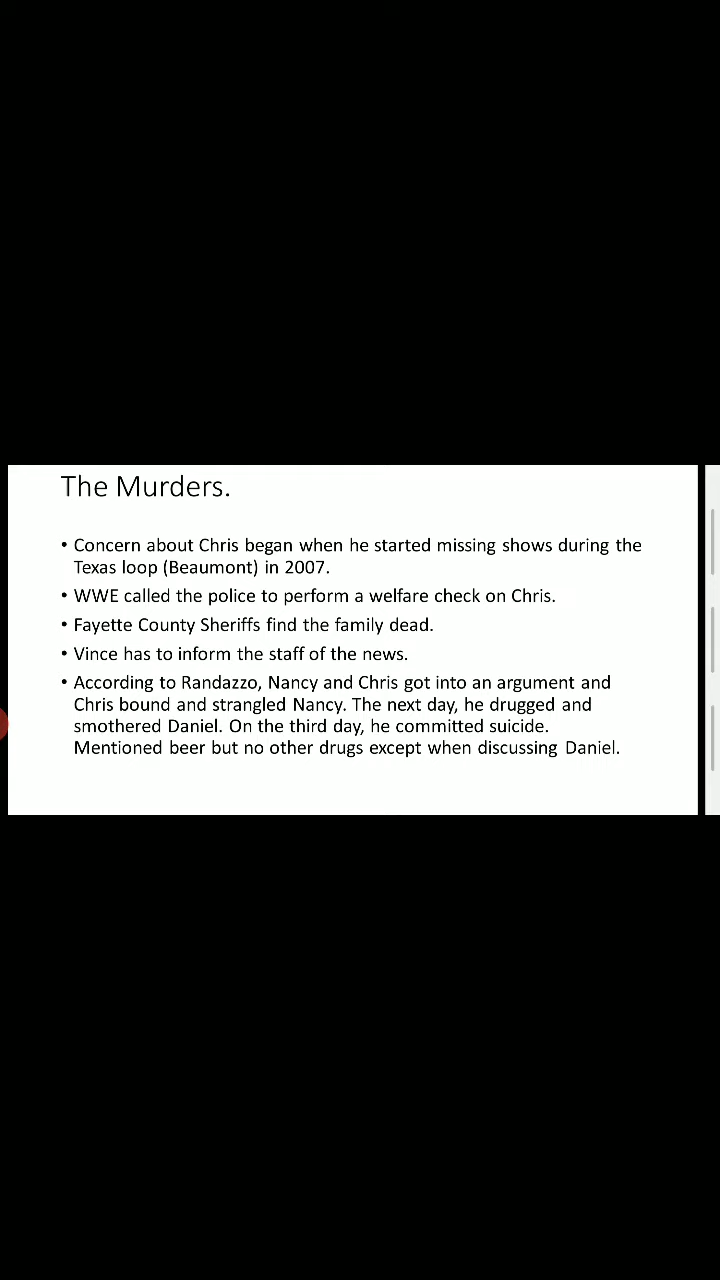 The Murders.
• Concern about Chris began when he started missing shows during the
Texas loop (Beaumont) in 2007.
• WWE called the police to perform a welfare check on Chris.
• Fayette County Sheriffs find the family dead.
• Vince has to inform the staff of the news.
• According to Randazzo, Nancy and Chris got into an argument and
Chris bound and strangled Nancy. The next day, he drugged and
smothered Daniel. On the third day, he committed suicide.
Mentioned beer but no other drugs except when discussing Daniel.